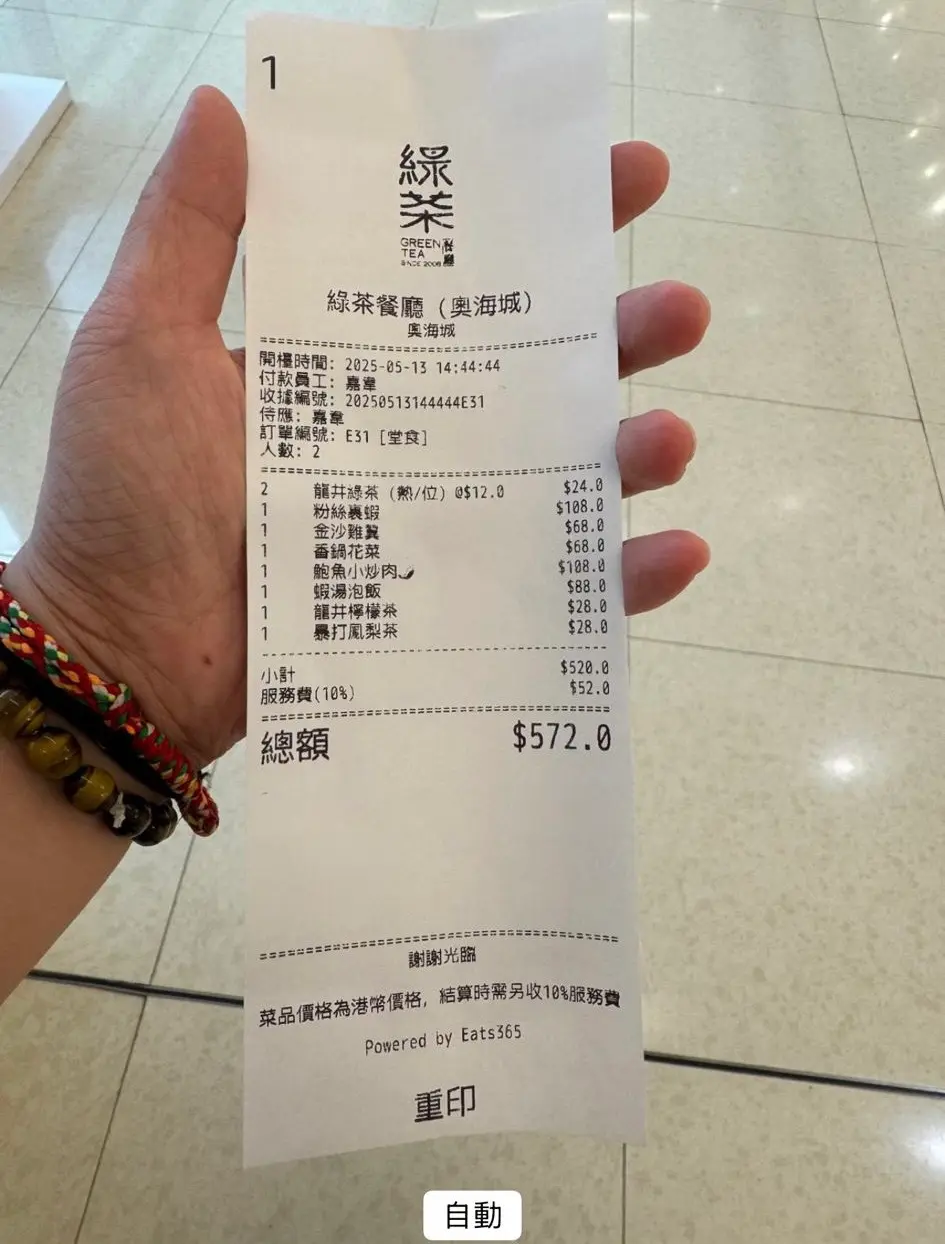 1
綠
茶
GREEN
TEA
餐廳
SINCE 2008
綠茶餐廳 (奧海城)
奧海城
開檯時間: 2025-05-13 14:44:44
付款員工: 嘉韋
收據編號: 20250513144444E31
侍應: 嘉韋
訂單編號: E31 [堂食]
人數: 2
2 龍井綠茶 (熱/位) @$12.0 $24.0
1 粉絲裹蝦 $108.0
1 金沙雞翼 $68.0
1 香鍋花菜 $68.0
1 鮑魚小炒肉🌶 $108.0
1 蝦湯泡飯 $88.0
1 龍井檸檬茶 $28.0
1 暴打鳳梨茶 $28.0
小計 $520.0
服務費(10%) $52.0
總額 $572.0
謝謝光臨
菜品價格為港幣價格, 結算時需另收10%服務費
Powered by Eats365
重印
自動